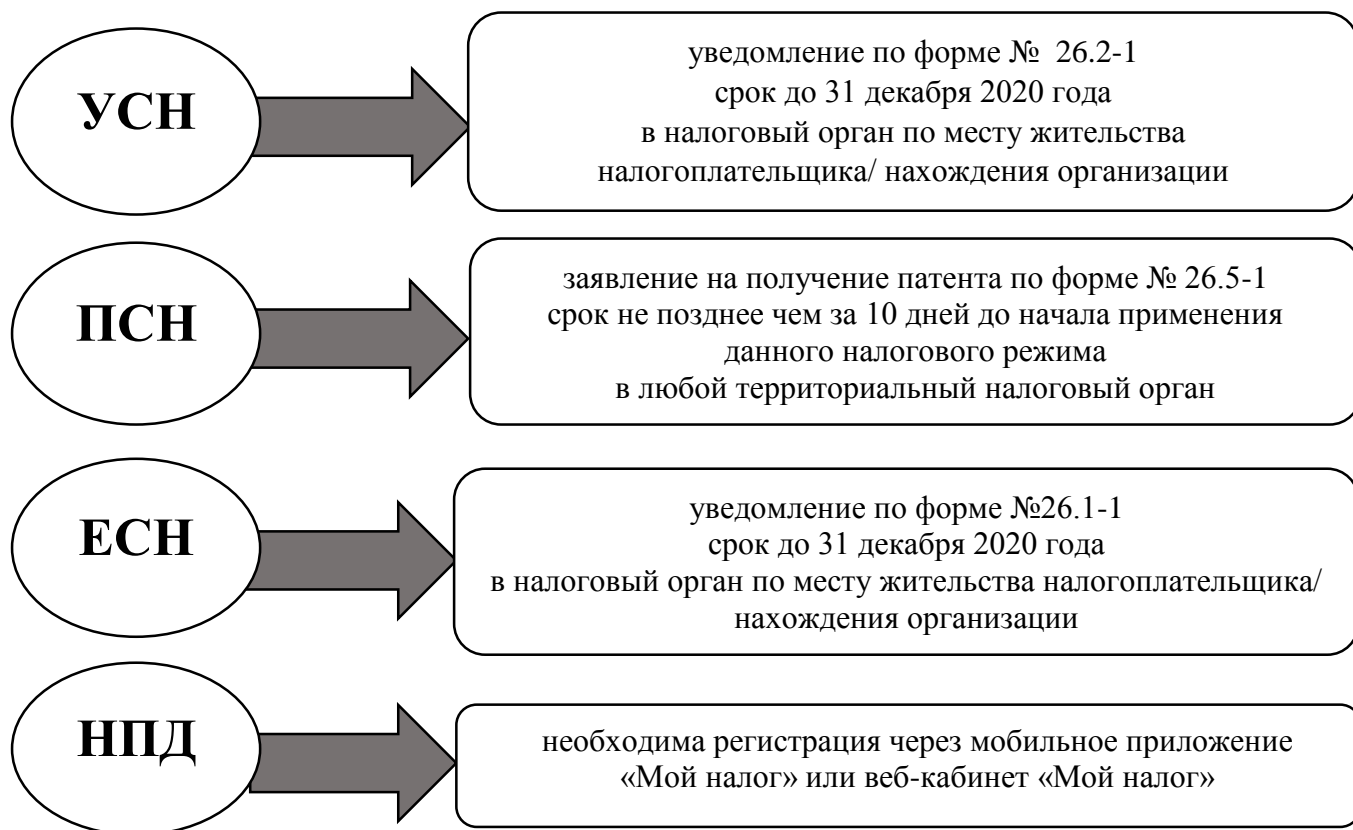 УСН
уведомление по форме № 26.2-1
срок до 31 декабря 2020 года
в налоговый орган по месту жительства
налогоплательщика/ нахождения организации
ПСН
заявление на получение патента по форме № 26.5-1
срок не позднее чем за 10 дней до начала применения
данного налогового режима
в любой территориальный налоговый орган
ЕСН
уведомление по форме №26.1-1
срок до 31 декабря 2020 года
в налоговый орган по месту жительства налогоплательщика/
нахождения организации
НПД
необходима регистрация через мобильное приложение
«Мой налог» или веб-кабинет «Мой налог»